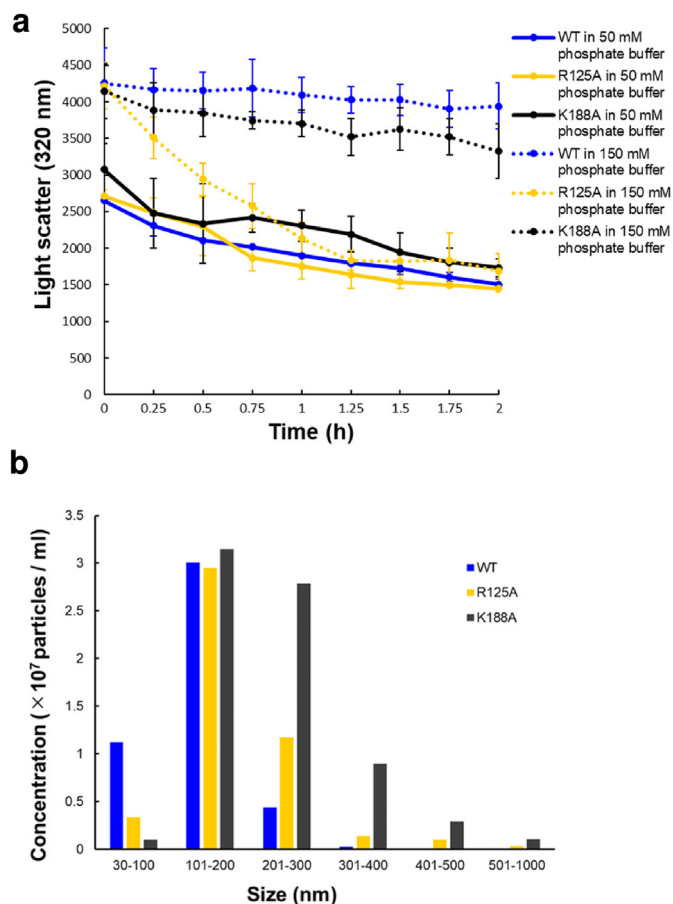 a
Light scatter (320 nm)
5000
4500
4000
3500
3000
2500
2000
1500
1000
500
0
0 0.25 0.5 0.75 1 1.25 1.5 1.75 2
Time (h)
WT in 50 mM
phosphate buffer
R125A in 50 mM
phosphate buffer
K188A in 50 mM
phosphate buffer
WT in 150 mM
phosphate buffer
R125A in 150 mM
phosphate buffer
K188A in 150 mM
phosphate buffer
b
Concentration (×10⁷ particles / ml)
3.5
3
2.5
2
1.5
1
0.5
0
30-100 101-200 201-300 301-400 401-500 501-1000
Size (nm)
WT
R125A
K188A